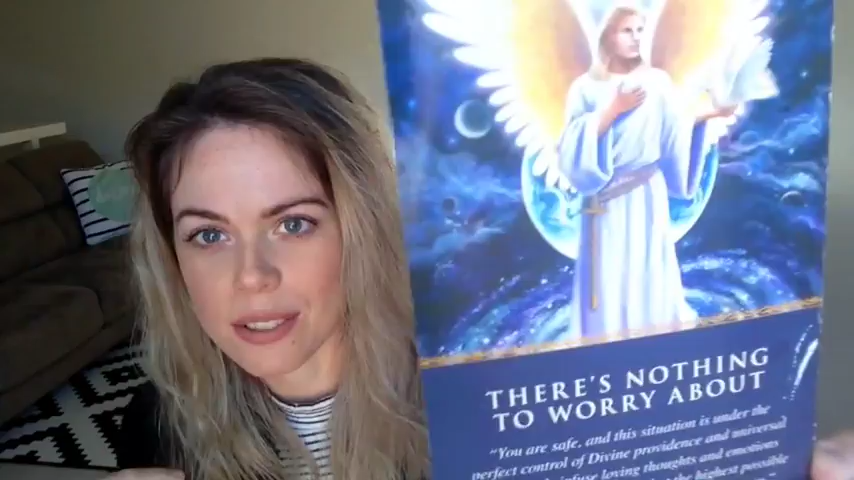 THERE'S NOTHING
TO WORRY ABOUT
"You are safe, and this situation is under the
perfect control of Divine providence and universal
infuse loving thoughts and emotions
the highest possible